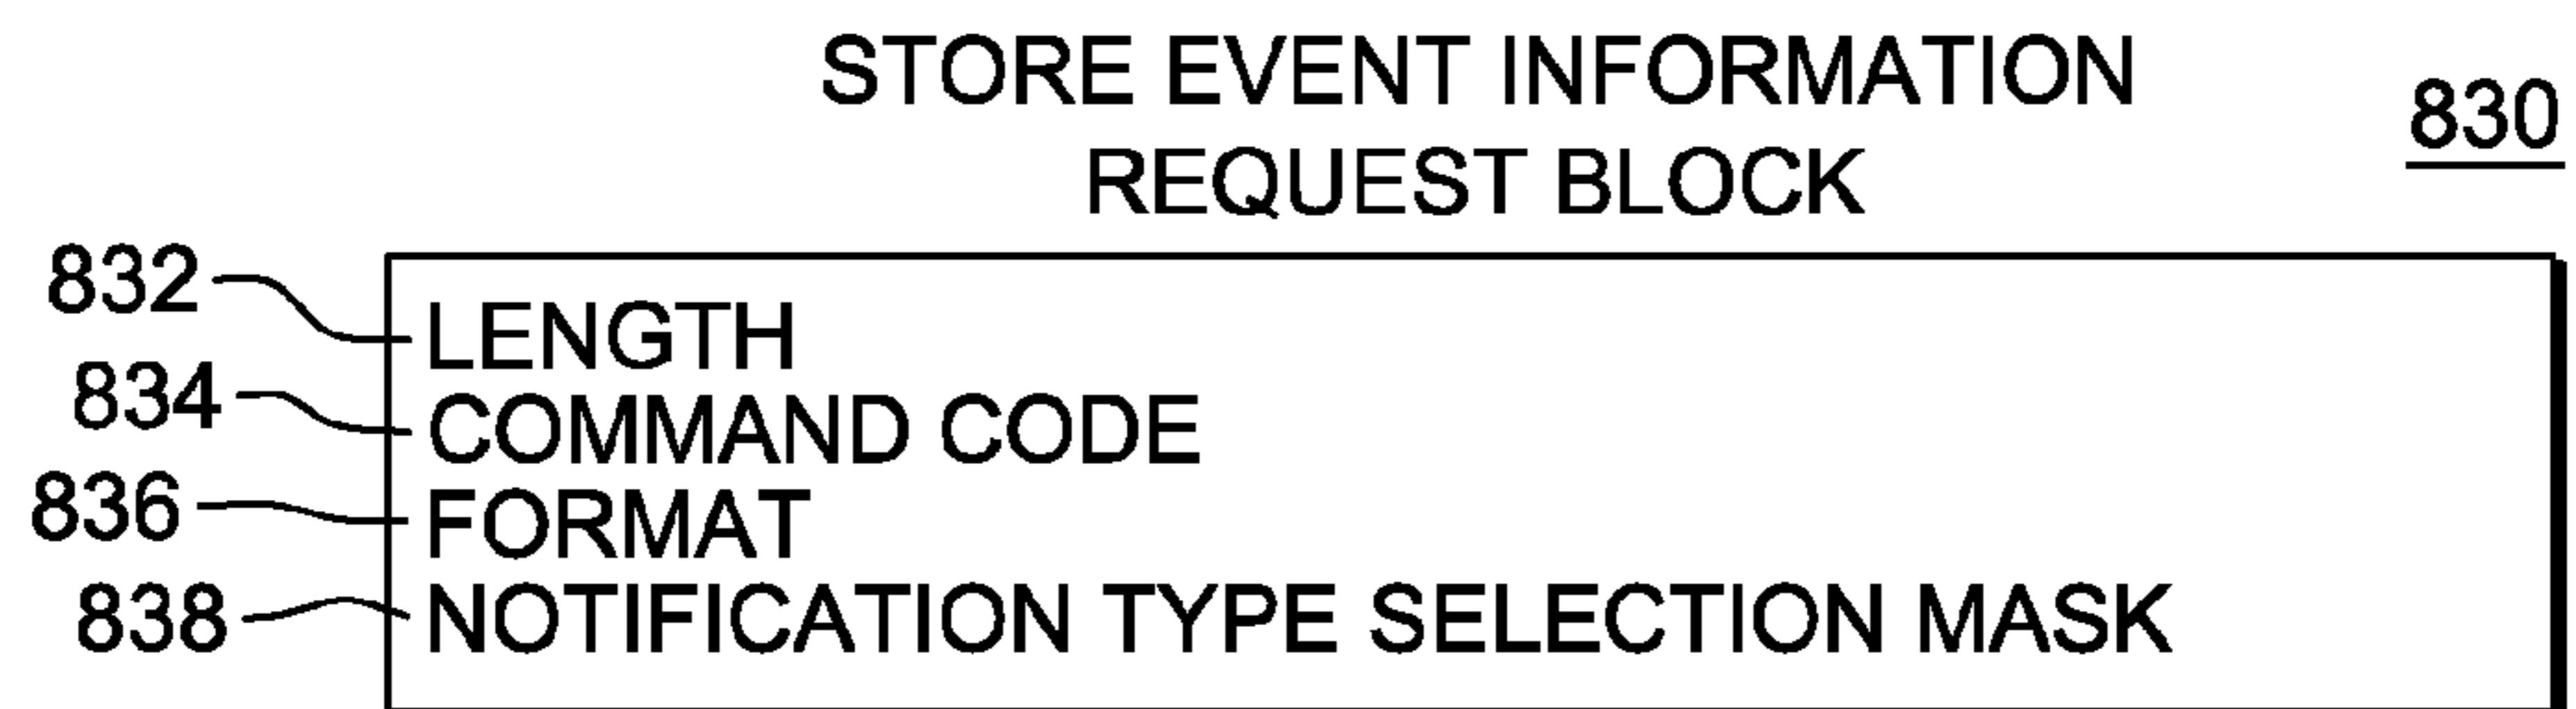 STORE EVENT INFORMATION
REQUEST BLOCK
830
832 LENGTH
834 COMMAND CODE
836 FORMAT
838 NOTIFICATION TYPE SELECTION MASK